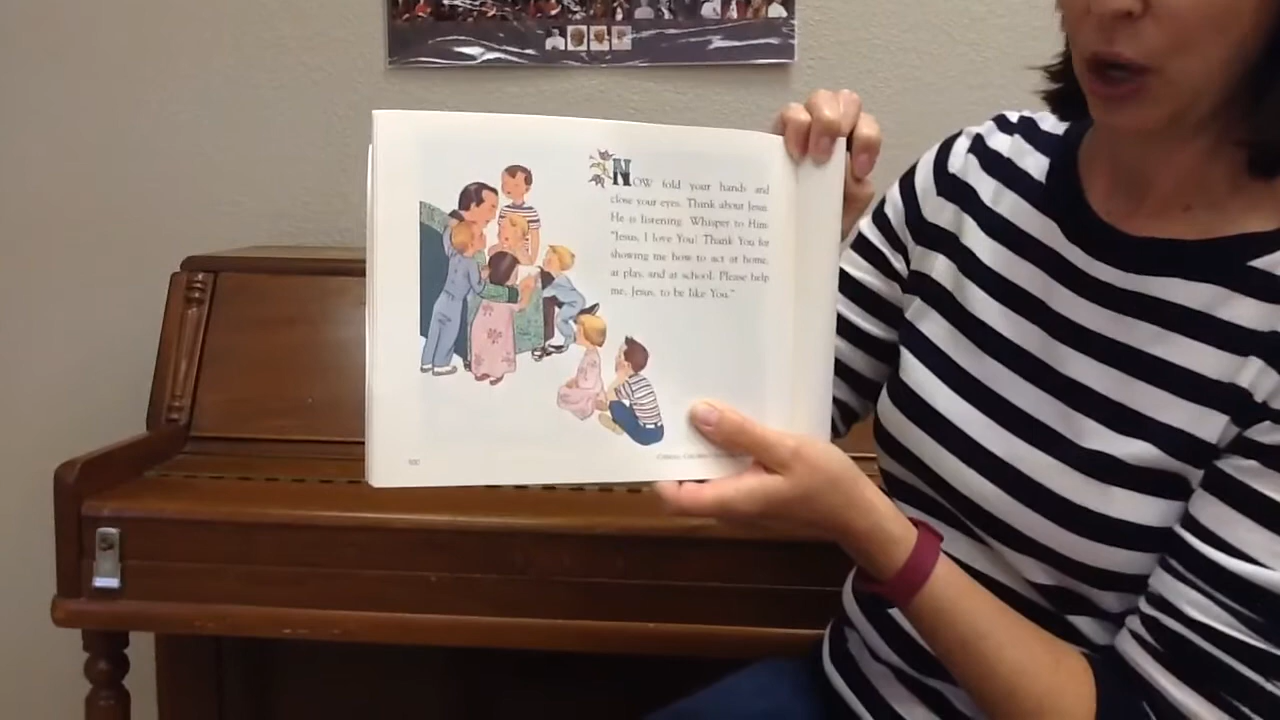 NOW fold your hands and
close your eyes. Think about Jesus.
He is listening. Whisper to Him:
"Jesus, I love You! Thank You for
showing me how to act at home,
at play, and at school. Please help
me, Jesus, to be like You."